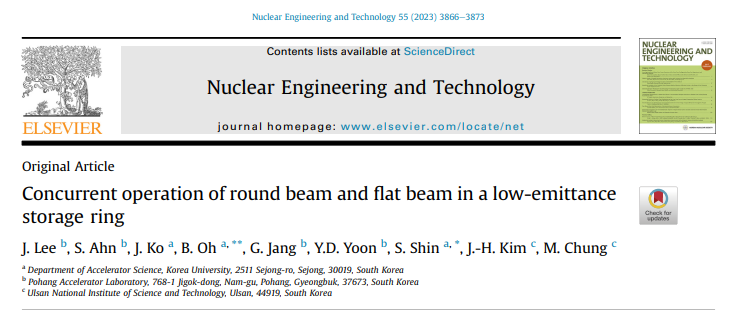 Nuclear Engineering and Technology 55 (2023) 3866–3873
Contents lists available at ScienceDirect
Nuclear Engineering and Technology
journal homepage: www.elsevier.com/locate/net
ELSEVIER
NUCLEAR
ENGINEERING AND
TECHNOLOGY
Original Article
Concurrent operation of round beam and flat beam in a low-emittance
storage ring
Check for
updates
J. Lee b, S. Ahn b, J. Ko a, B. Oh a, **, G. Jang b, Y.D. Yoon b, S. Shin a, *, J.-H. Kim c, M. Chung c
a Department of Accelerator Science, Korea University, 2511 Sejong-ro, Sejong, 30019, South Korea
b Pohang Accelerator Laboratory, 768-1 Jigok-dong, Nam-gu, Pohang, Gyeongbuk, 37673, South Korea
c Ulsan National Institute of Science and Technology, Ulsan, 44919, South Korea